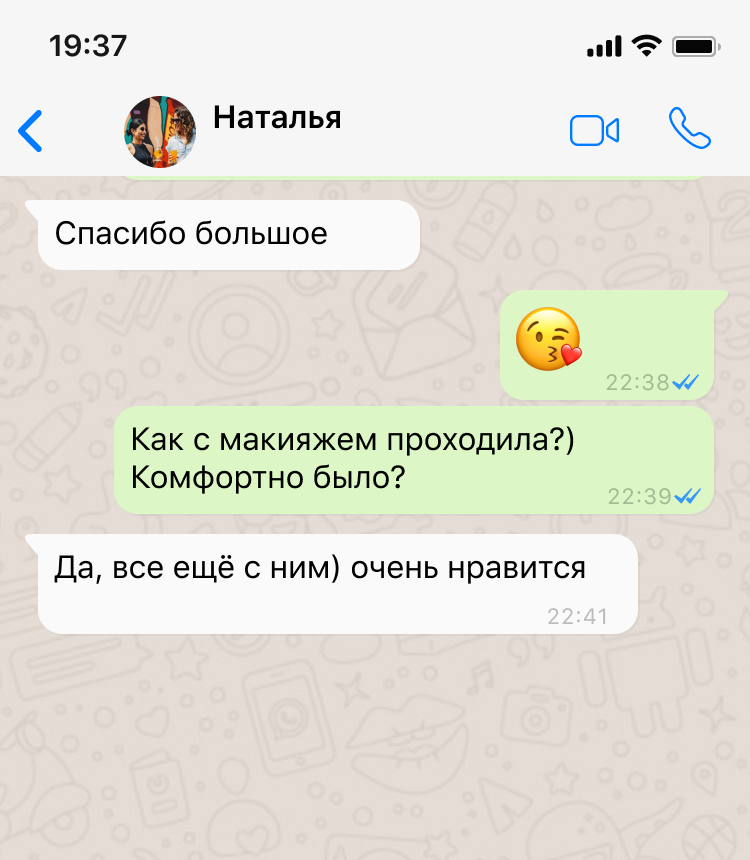 19:37
Наталья
Спасибо большое
22:38
Как с макияжем проходила?)
Комфортно было?
22:39
Да, все ещё с ним) очень нравится
22:41